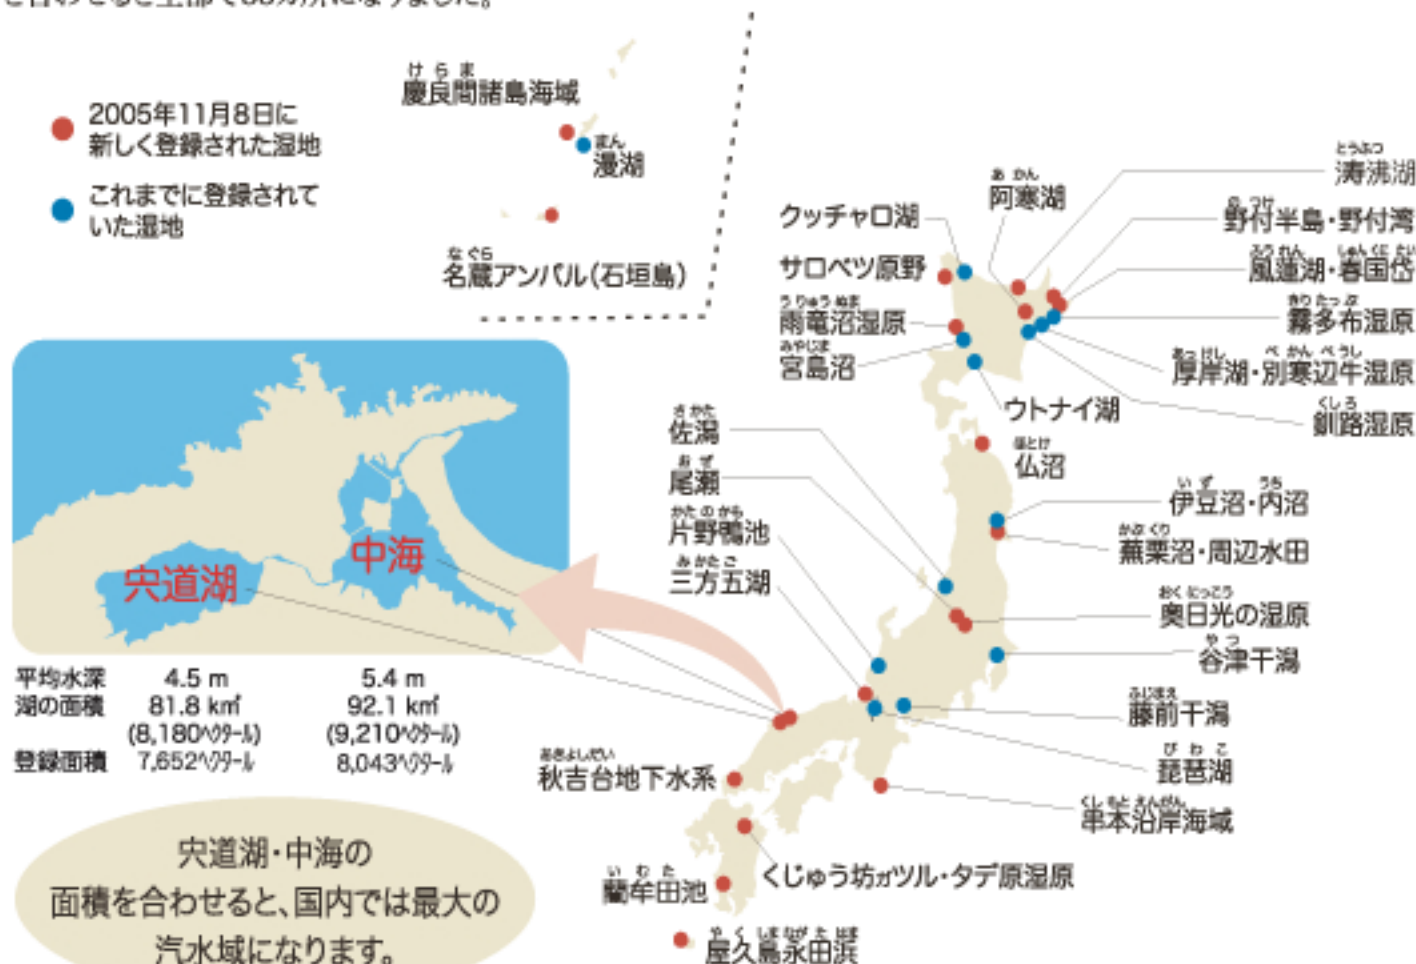 2005年11月8日に
新しく登録された湿地
これまでに登録されて
いた湿地
けらま
慶良間諸島海域
まん
漫湖
なぐら
名蔵アンパル(石垣島)
とうふつ
涛沸湖
あかん
阿寒湖
クッチャロ湖
のつけ
野付半島・野付湾
サロベツ原野
ふうれん しゅんくにたい
風蓮湖・春国岱
うりゅうぬま
雨竜沼湿原
きりたっぷ
霧多布湿原
みやじま
宮島沼
あっけし べかんべうし
厚岸湖・別寒辺牛湿原
ウトナイ湖
くしろ
釧路湿原
さかた
佐潟
ほとけ
仏沼
おぜ
尾瀬
いず うち
伊豆沼・内沼
かたのかも
片野鴨池
かぶくり
蕪栗沼・周辺水田
みかたご
三方五湖
おくにっこう
奥日光の湿原
やつ
谷津干潟
ふじまえ
藤前干潟
びわこ
琵琶湖
くしもとえんがん
串本沿岸海域
あきよしだい
秋吉台地下水系
くじゅう坊ガツル・タデ原湿原
いむた
藺牟田池
やくしまながたはま
屋久島永田浜
中海
宍道湖
平均水深 4.5 m 5.4 m
湖の面積 81.8 km² 92.1 km²
(8,180ヘクタール) (9,210ヘクタール)
登録面積 7,652ヘクタール 8,043ヘクタール
宍道湖・中海の
面積を合わせると、国内では最大の
汽水域になります。